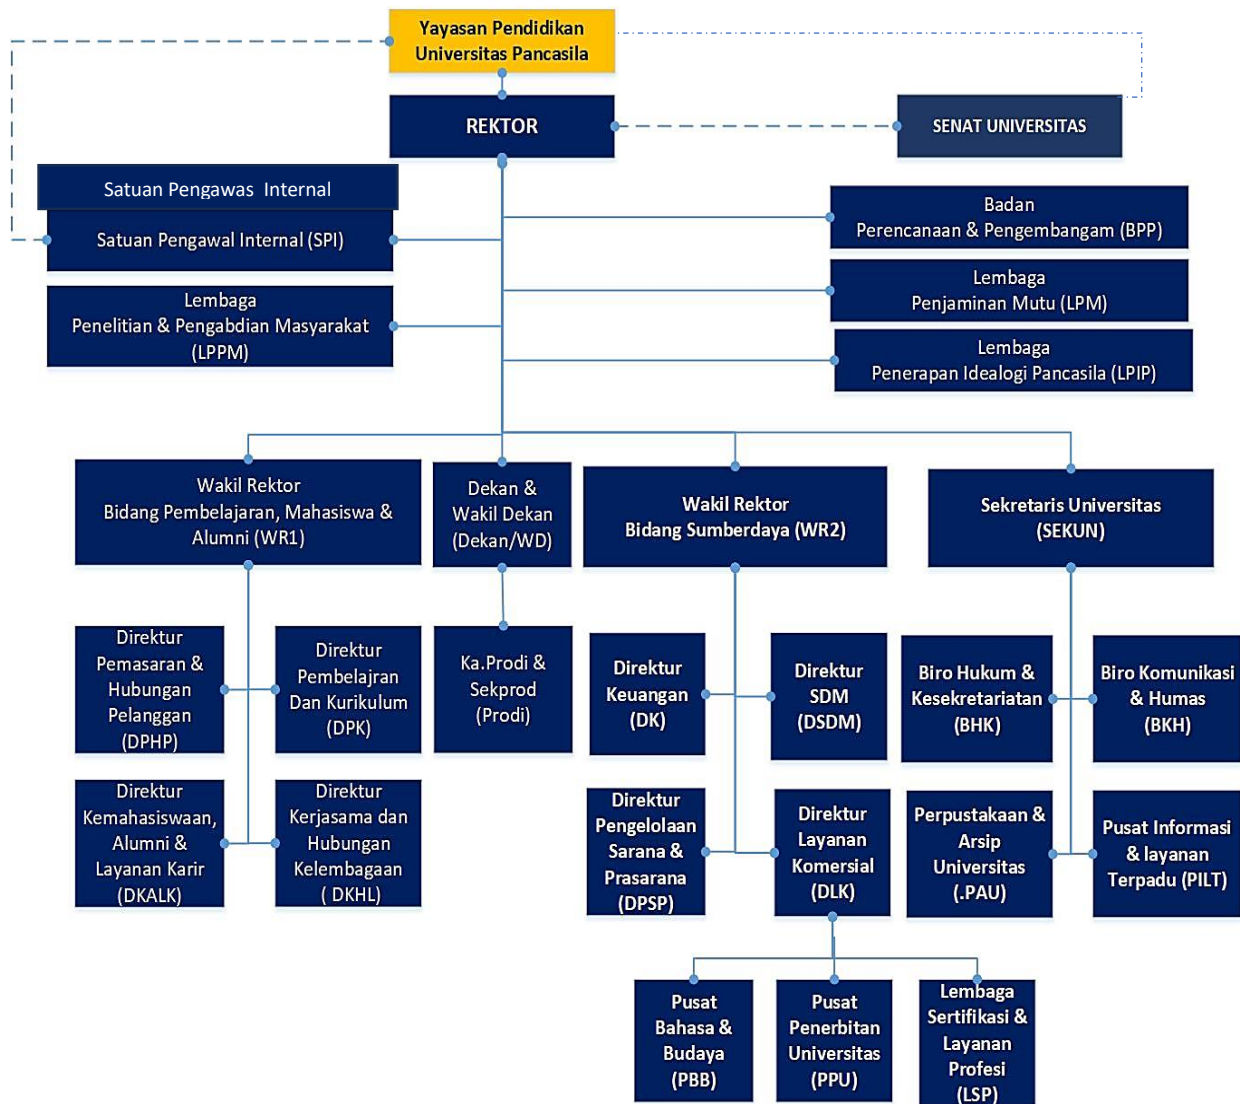 Yayasan Pendidikan
Universitas Pancasila
REKTOR
SENAT UNIVERSITAS
Satuan Pengawas  Internal
Satuan Pengawal Internal (SPI)
Badan
Perencanaan & Pengembangam (BPP)
Lembaga
Penelitian & Pengabdian Masyarakat
(LPPM)
Lembaga
Penjaminan Mutu (LPM)
Lembaga
Penerapan Idealogi Pancasila (LPIP)
Wakil Rektor
Bidang Pembelajaran, Mahasiswa &
Alumni (WR1)
Dekan &
Wakil Dekan
(Dekan/WD)
Wakil Rektor
Bidang Sumberdaya (WR2)
Sekretaris Universitas
(SEKUN)
Direktur
Pemasaran &
Hubungan
Pelanggan
(DPHP)
Direktur
Pembelajran
Dan Kurikulum
(DPK)
Ka.Prodi &
Sekprod
(Prodi)
Direktur
Keuangan
(DK)
Direktur
SDM
(DSDM)
Biro Hukum &
Kesekretariatan
(BHK)
Biro Komunikasi
& Humas
(BKH)
Direktur
Kemahasiswaan,
Alumni &
Layanan Karir
(DKALK)
Direktur
Kerjasama dan
Hubungan
Kelembagaan
( DKHL)
Direktur
Pengelolaan
Sarana &
Prasarana
(DPSP)
Direktur
Layanan
Komersial
(DLK)
Perpustakaan &
Arsip
Universitas
(.PAU)
Pusat Informasi
& layanan
Terpadu (PILT)
Pusat
Bahasa &
Budaya
(PBB)
Pusat
Penerbitan
Universitas
(PPU)
Lembaga
Sertifikasi &
Layanan
Profesi
(LSP)